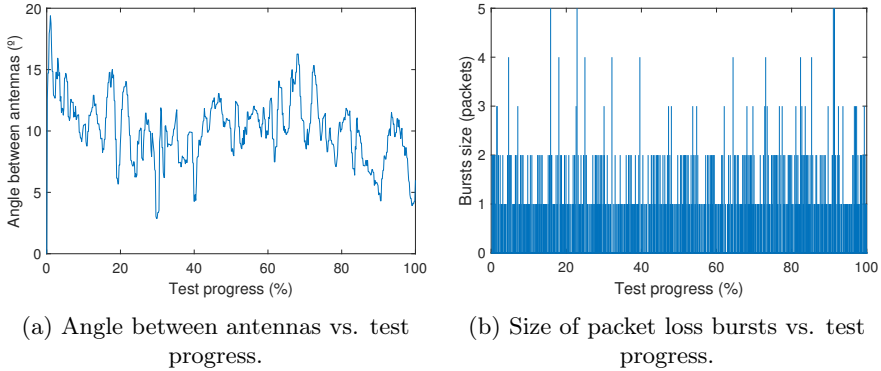 20
15
10
5
0
0 20 40 60 80 100
Angle between antennas (º)
Test progress (%)
(a) Angle between antennas vs. test
progress.
5
4
3
2
1
0
0 20 40 60 80 100
Bursts size (packets)
Test progress (%)
(b) Size of packet loss bursts vs. test
progress.